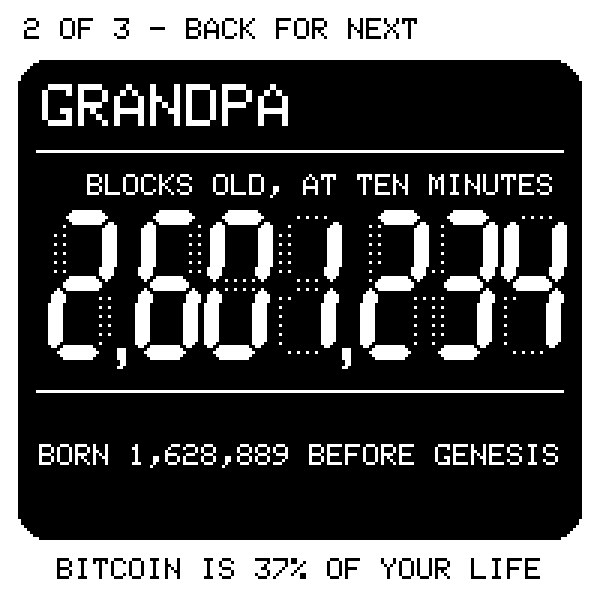 2 OF 3 - BACK FOR NEXT
GRANDPA
BLOCKS OLD, AT TEN MINUTES
2,601,234
BORN 1,628,889 BEFORE GENESIS
BITCOIN IS 37% OF YOUR LIFE